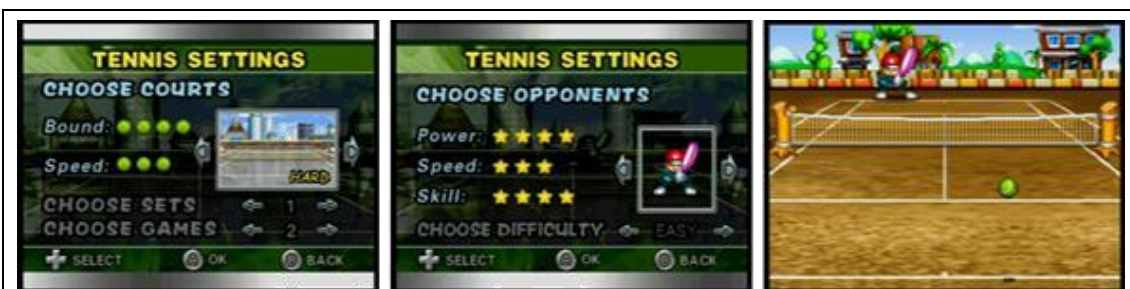 TENNIS SETTINGS
CHOOSE COURTS
Bound:
Speed:
HARD
CHOOSE SETS 1
CHOOSE GAMES 2
SELECT A OK B BACK
TENNIS SETTINGS
CHOOSE OPPONENTS
Power:
Speed:
Skill:
CHOOSE DIFFICULTY EASY
SELECT A OK B BACK